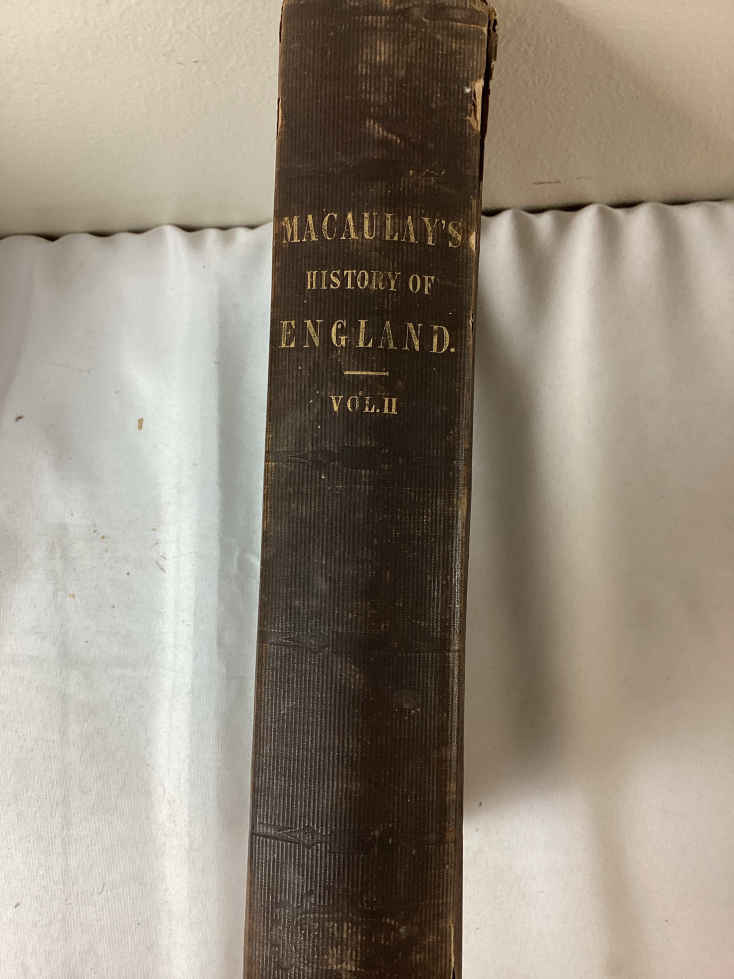 MACAULAY'S
HISTORY OF
ENGLAND.
VOL. II